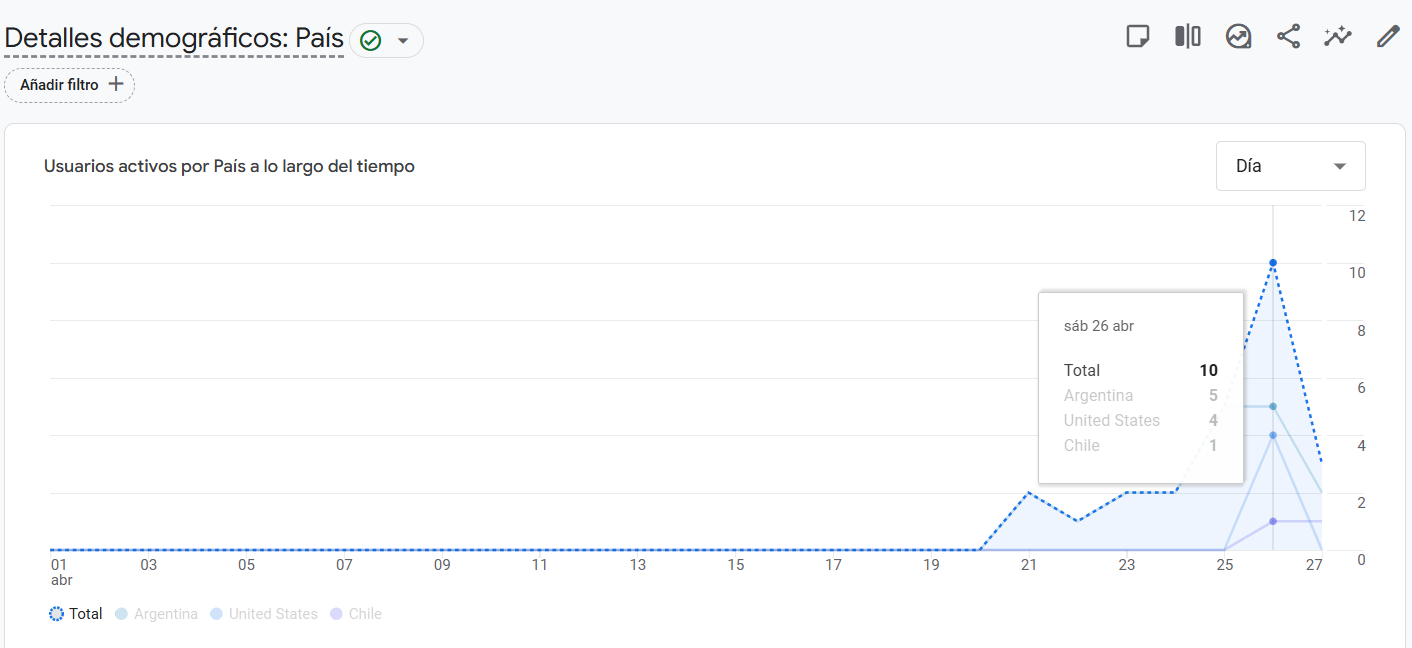 Detalles demográficos: País
Añadir filtro
Usuarios activos por País a lo largo del tiempo
Día
12
10
8
6
4
2
0
sáb 26 abr
Total 10
Argentina 5
United States 4
Chile 1
01 03 05 07 09 11 13 15 17 19 21 23 25 27
abr
Total Argentina United States Chile